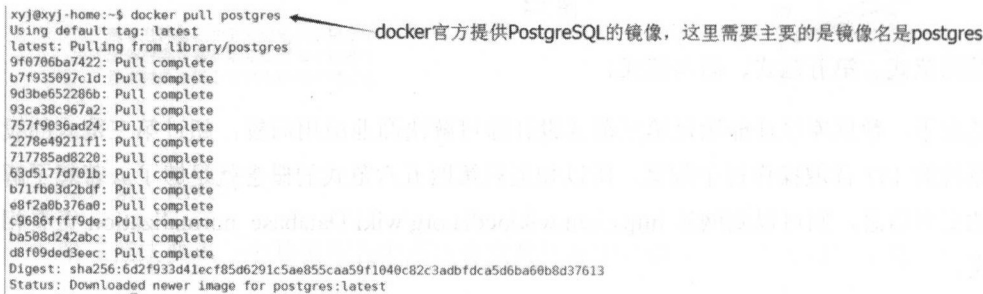 xyj@xyj-home:~$ docker pull postgres
docker官方提供PostgreSQL的镜像，这里需要主要的是镜像名是postgres
Using default tag: latest
latest: Pulling from library/postgres
9f0706ba7422: Pull complete
b7f935097c1d: Pull complete
9d3be652286b: Pull complete
93ca38c967a2: Pull complete
757f9036ad24: Pull complete
2278e49211f1: Pull complete
717785ad8220: Pull complete
63d5177d701b: Pull complete
b71fb03d2bdf: Pull complete
e8f2a0b376a0: Pull complete
c9686ffff9de: Pull complete
ba508d242abc: Pull complete
d8f09ded3eec: Pull complete
Digest: sha256:6d2f933d41ecf85d6291c5ae855caa59f1040c82c3adbfdca5d6ba60b8d37613
Status: Downloaded newer image for postgres:latest